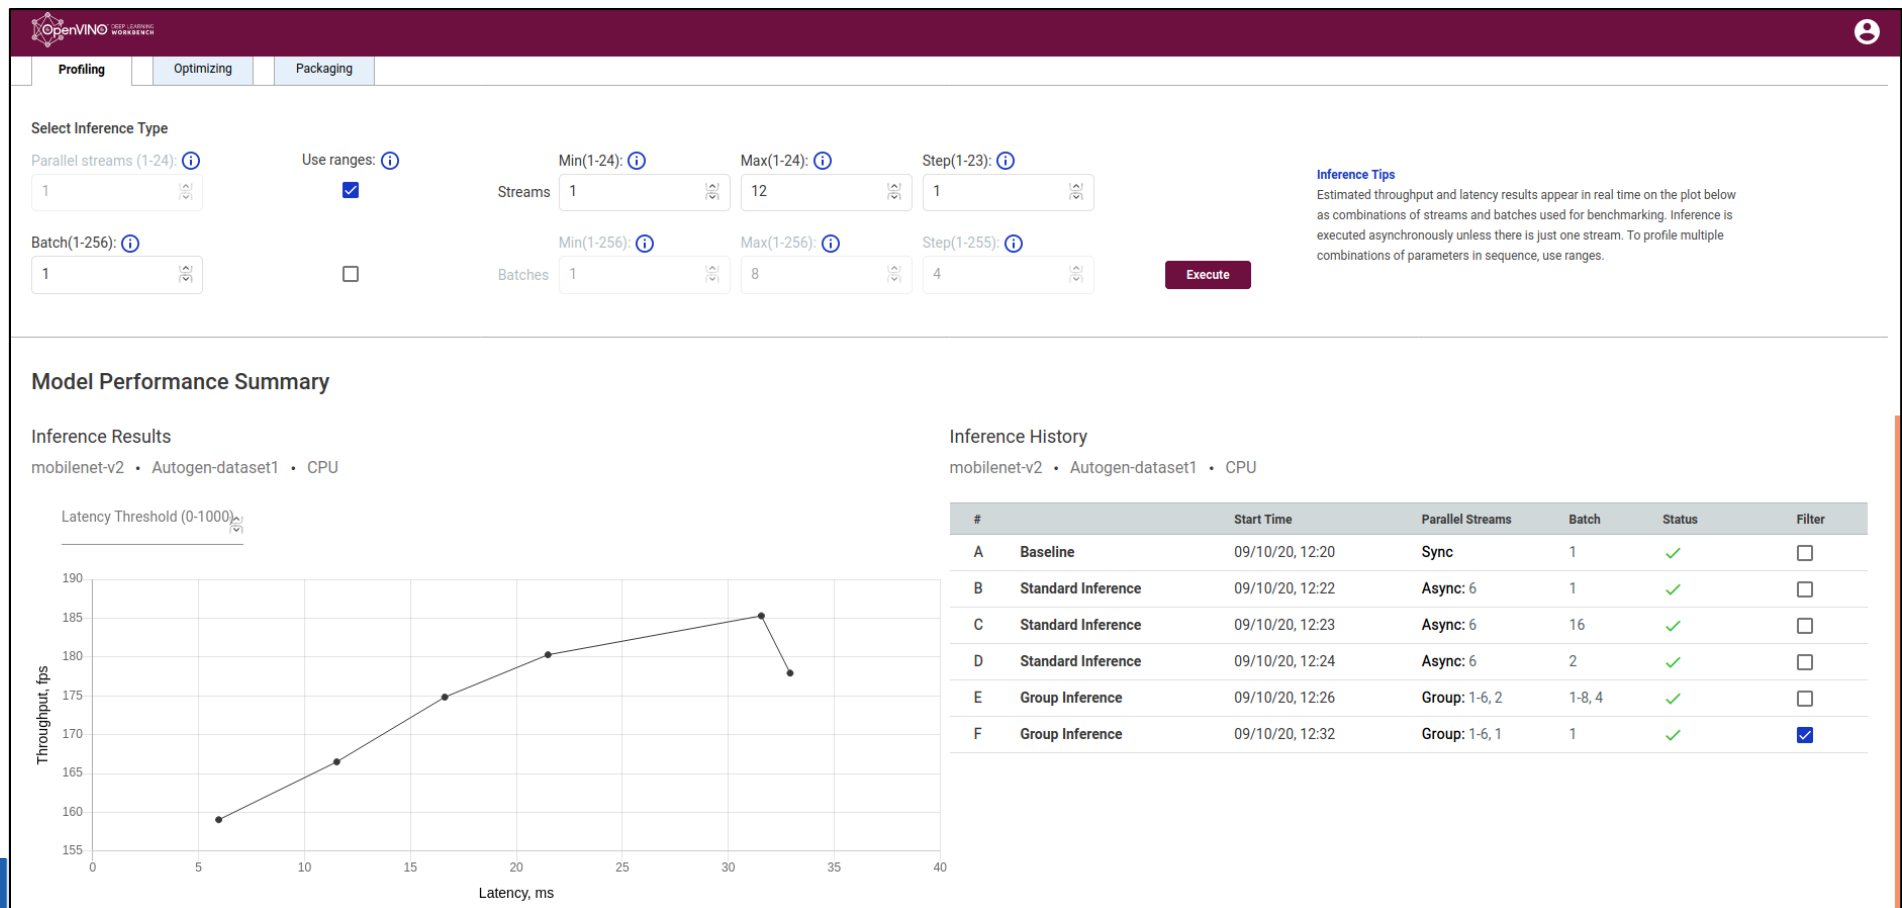 OpenVINO DEEP LEARNING WORKBENCH
Profiling Optimizing Packaging
Select Inference Type
Parallel streams (1-24): Use ranges: Min(1-24): Max(1-24): Step(1-23):
1 Streams 1 12 1
Batch(1-256): Min(1-256): Max(1-256): Step(1-255):
1 Batches 1 8 4 Execute
Inference Tips
Estimated throughput and latency results appear in real time on the plot below
as combinations of streams and batches used for benchmarking. Inference is
executed asynchronously unless there is just one stream. To profile multiple
combinations of parameters in sequence, use ranges.
Model Performance Summary
Inference Results
mobilenet-v2 • Autogen-dataset1 • CPU
Latency Threshold (0-1000)
190
185
180
175
170
165
160
155
Throughput, fps
0 5 10 15 20 25 30 35 40
Latency, ms
Inference History
mobilenet-v2 • Autogen-dataset1 • CPU
# Start Time Parallel Streams Batch Status Filter
A Baseline 09/10/20, 12:20 Sync 1
B Standard Inference 09/10/20, 12:22 Async: 6 1
C Standard Inference 09/10/20, 12:23 Async: 6 16
D Standard Inference 09/10/20, 12:24 Async: 6 2
E Group Inference 09/10/20, 12:26 Group: 1-6, 2 1-8, 4
F Group Inference 09/10/20, 12:32 Group: 1-6, 1 1